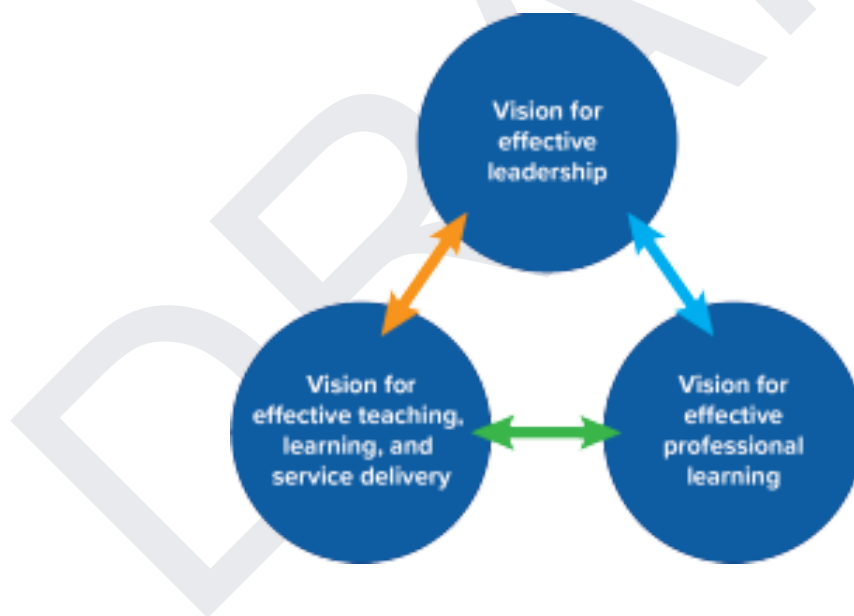 Vision for
effective
leadership
Vision for
effective teaching,
learning, and
service delivery
Vision for
effective
professional
learning